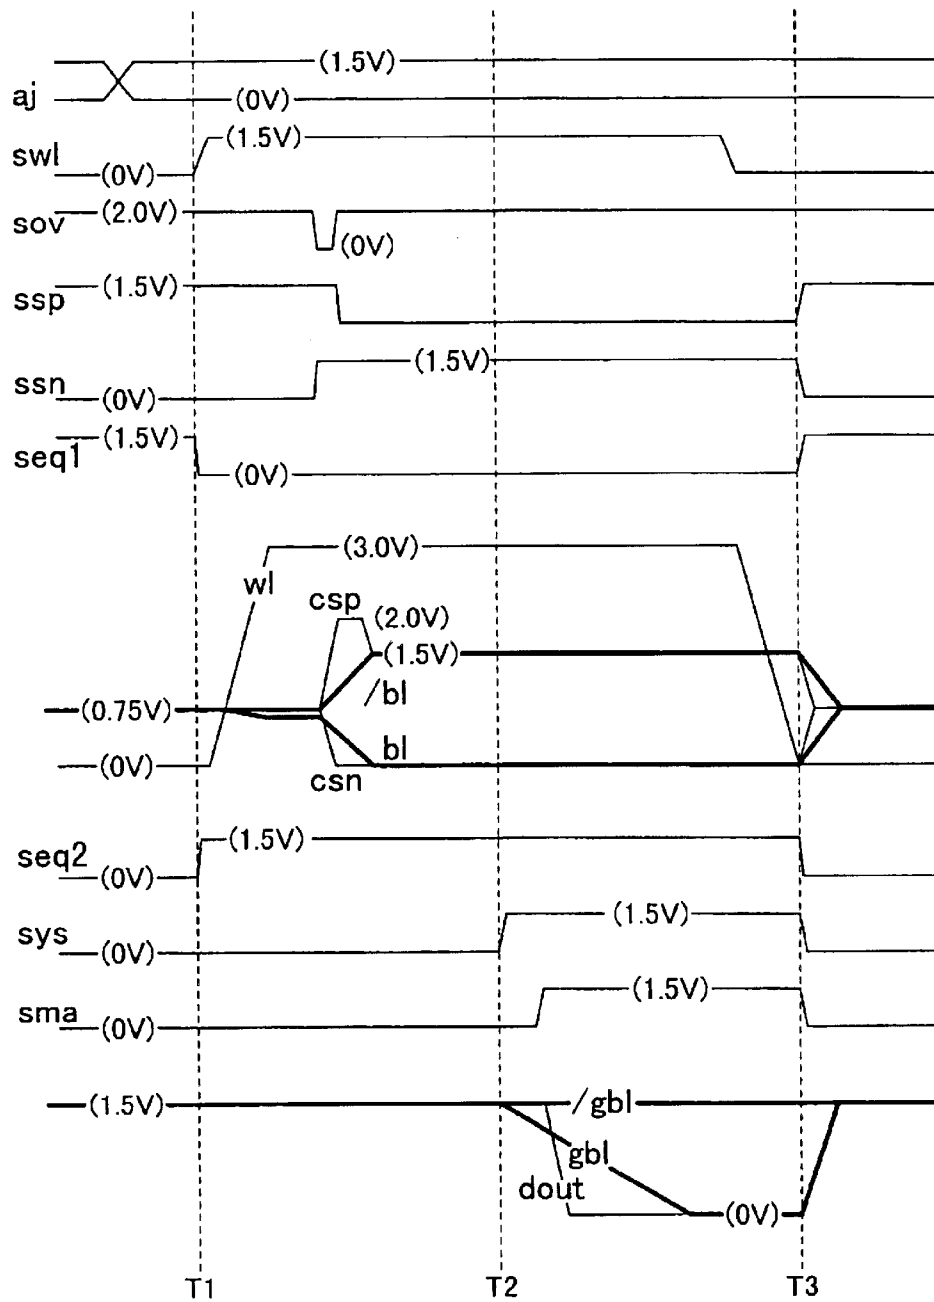 (1.5V)
aj
(0V)
(1.5V)
swl
(0V)
sov
(2.0V)
(0V)
ssp
(1.5V)
(1.5V)
ssn
(0V)
(1.5V)
seq1
(0V)
(3.0V)
wl
csp
(2.0V)
(1.5V)
/bl
(0.75V)
bl
(0V)
csn
(1.5V)
seq2
(0V)
(1.5V)
sys
(0V)
(1.5V)
sma
(0V)
(1.5V)
/gbl
gbl
dout
(0V)
T1
T2
T3